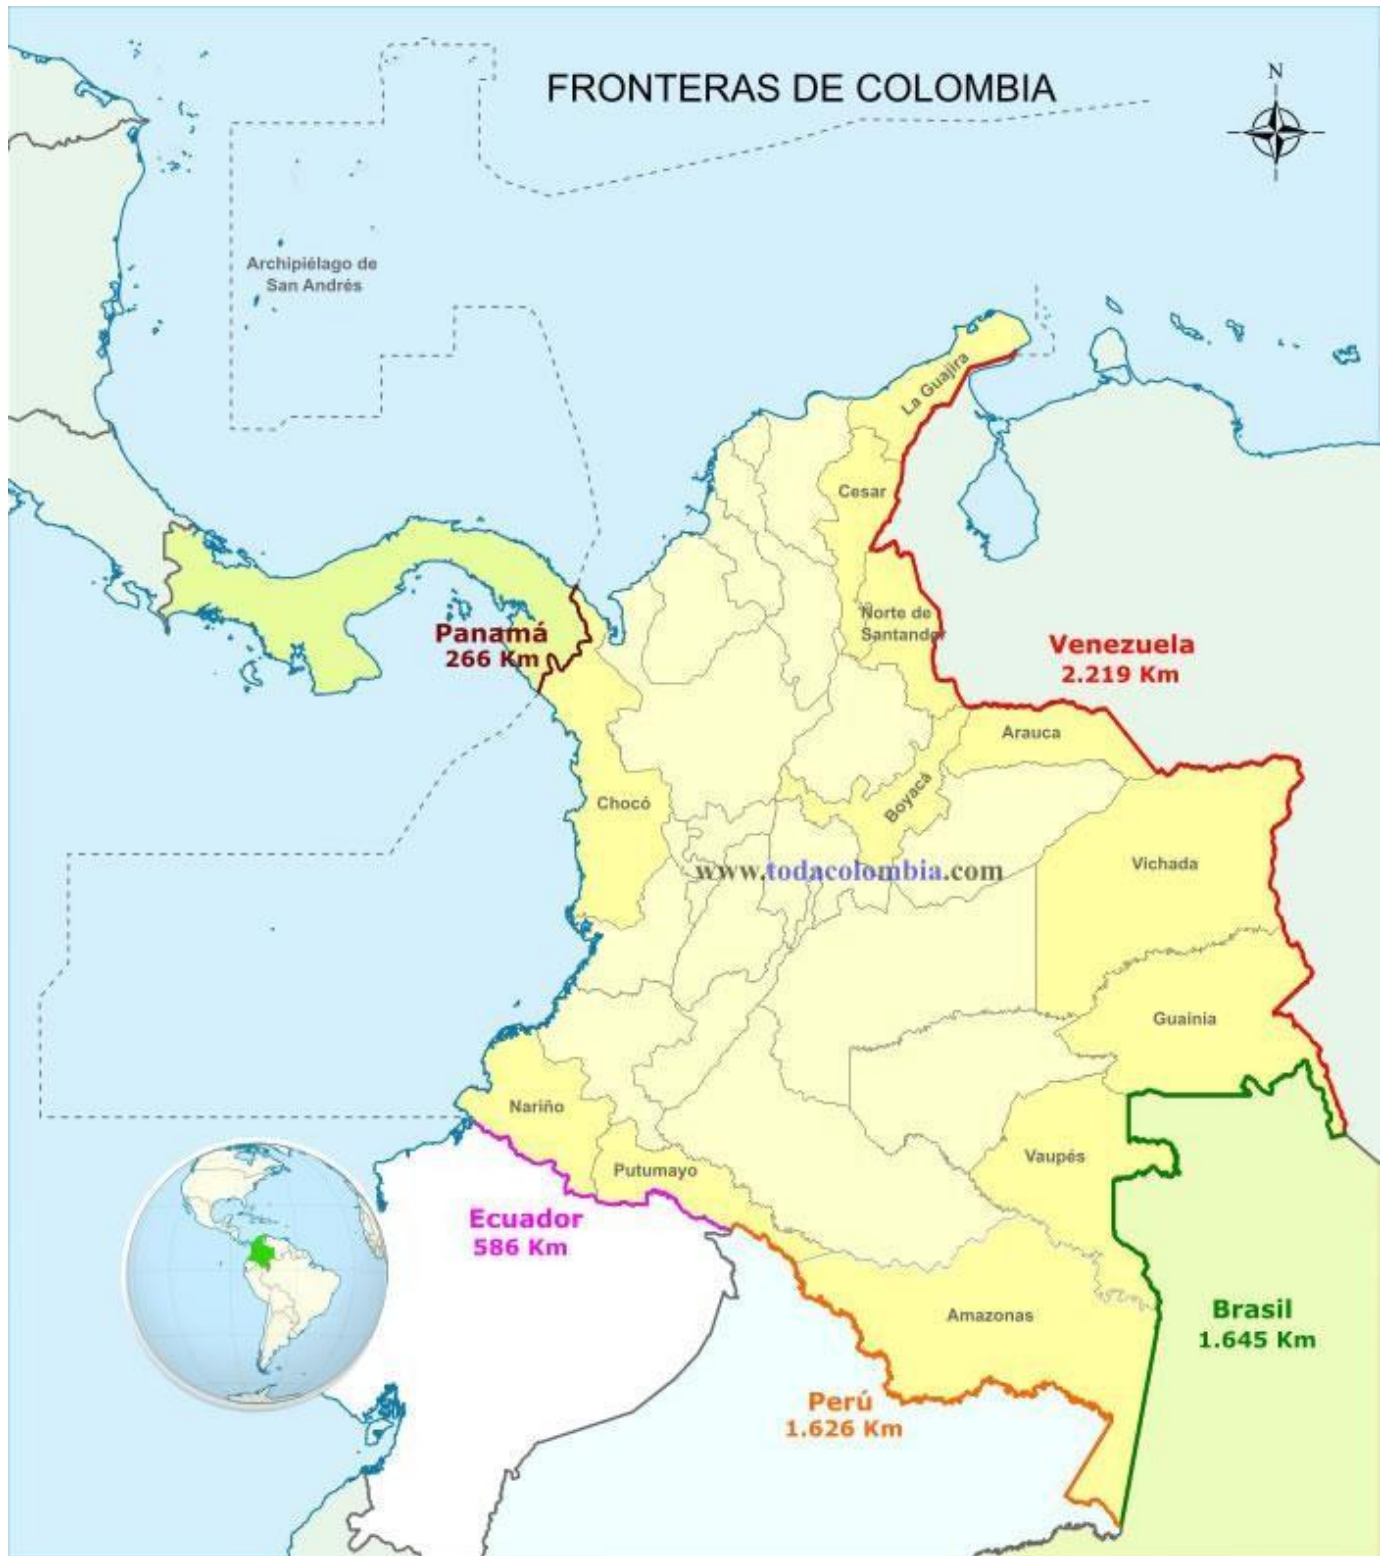 FRONTERAS DE COLOMBIA
N
Archipiélago de
San Andrés
La Guajira
Cesar
Norte de
Santander
Panamá
266 Km
Venezuela
2.219 Km
Arauca
Boyacá
Chocó
www.todacolombia.com
Vichada
Guainia
Nariño
Vaupés
Putumayo
Ecuador
586 Km
Amazonas
Brasil
1.645 Km
Perú
1.626 Km